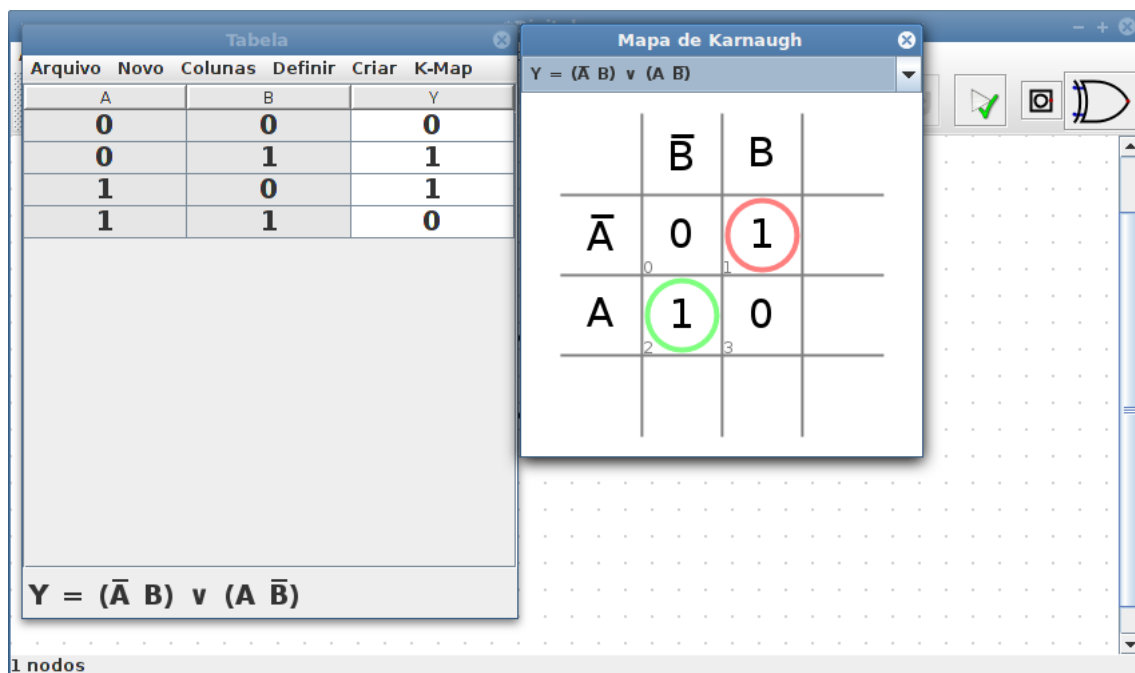 Tabela
Arquivo Novo Colunas Definir Criar K-Map
A B Y
0 0 0
0 1 1
1 0 1
1 1 0
Y = (A̅ B) ∨ (A B̅)
Mapa de Karnaugh
Y = (A̅ B) ∨ (A B̅)
B̅ B
A̅ 0 1
0 1
A 1 0
2 3
1 nodos